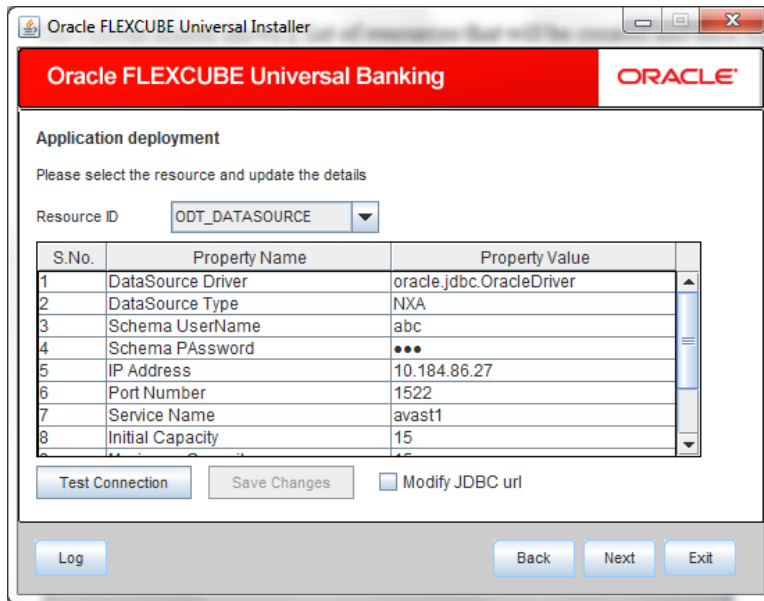 Oracle FLEXCUBE Universal Installer
Oracle FLEXCUBE Universal Banking
ORACLE
Application deployment
Please select the resource and update the details
Resource ID ODT_DATASOURCE
S.No. Property Name Property Value
1 DataSource Driver oracle.jdbc.OracleDriver
2 DataSource Type NXA
3 Schema UserName abc
4 Schema PAssword ●●●
5 IP Address 10.184.86.27
6 Port Number 1522
7 Service Name avast1
8 Initial Capacity 15
Test Connection Save Changes Modify JDBC url
Log Back Next Exit